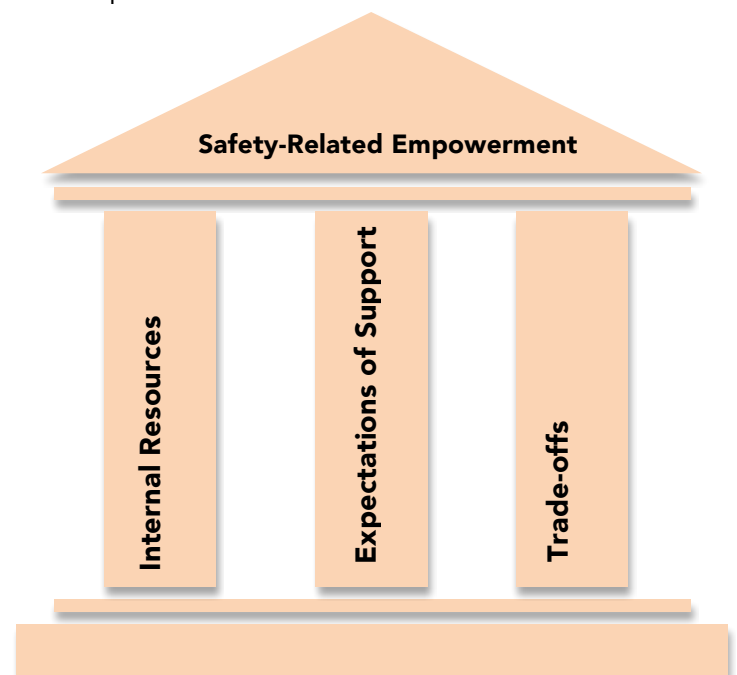 Safety-Related Empowerment
Internal Resources
Expectations of Support
Trade-offs